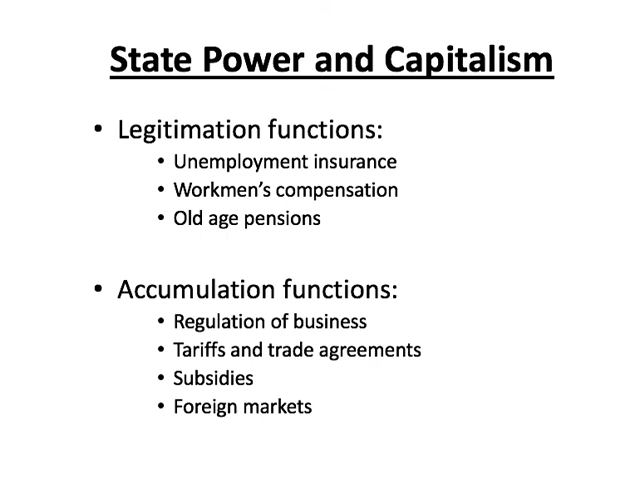 State Power and Capitalism
• Legitimation functions:
• Unemployment insurance
• Workmen’s compensation
• Old age pensions
• Accumulation functions:
• Regulation of business
• Tariffs and trade agreements
• Subsidies
• Foreign markets